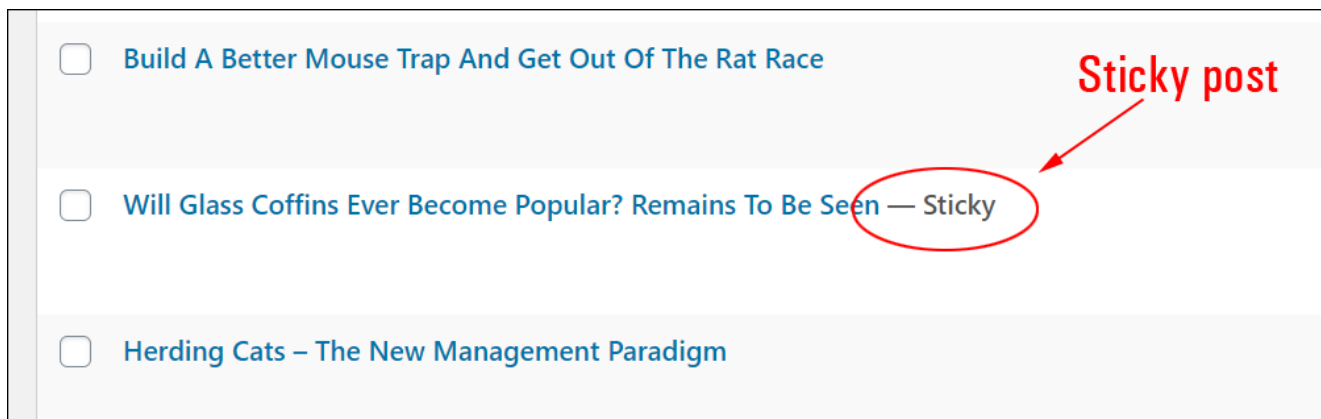 Build A Better Mouse Trap And Get Out Of The Rat Race
Sticky post
Will Glass Coffins Ever Become Popular? Remains To Be Seen — Sticky
Herding Cats – The New Management Paradigm